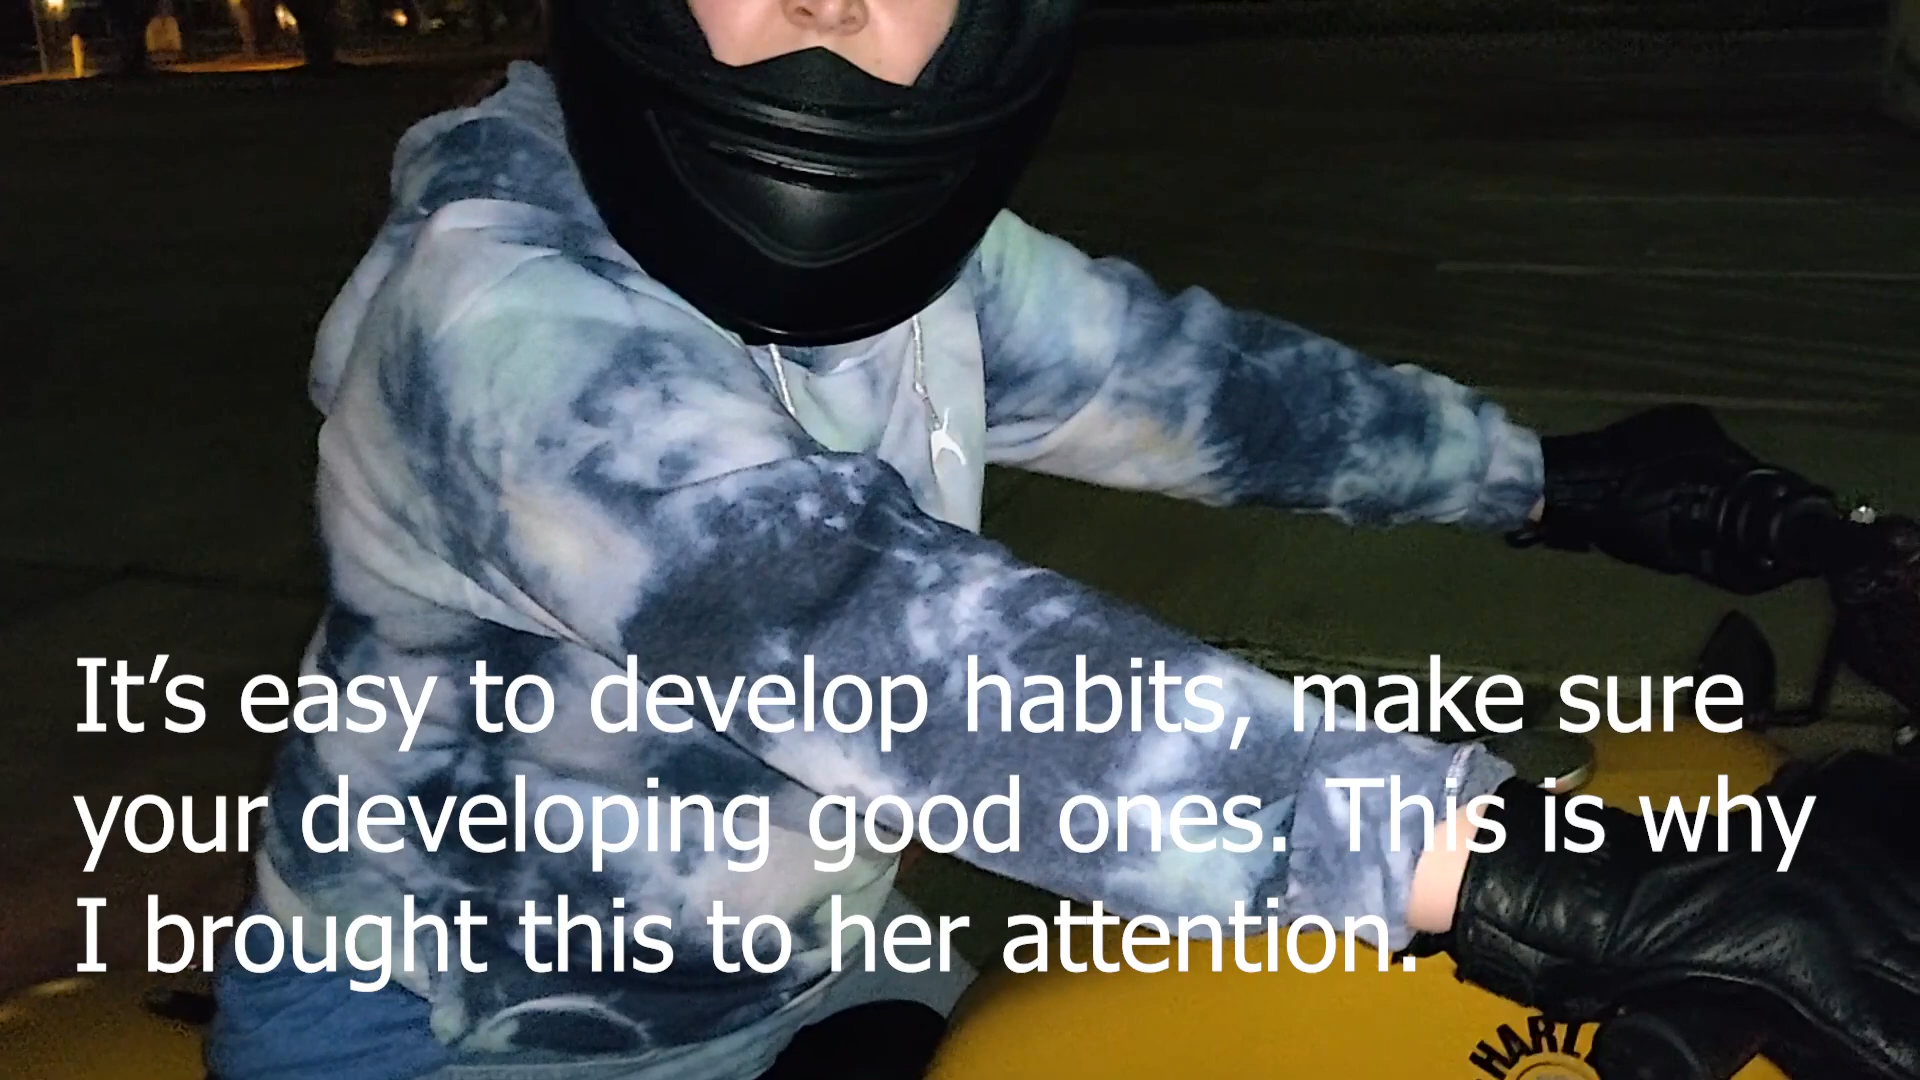 It’s easy to develop habits, make sure
your developing good ones. This is why
I brought this to her attention.